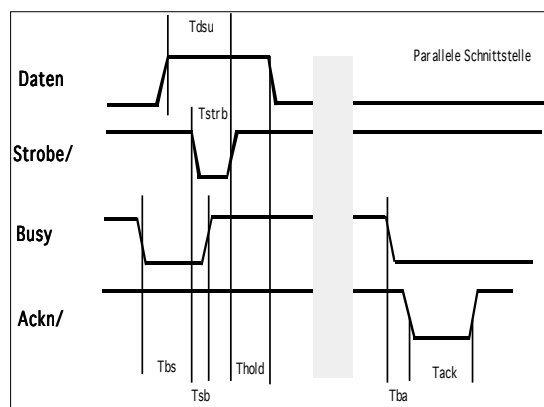 Tdsu
Parallele Schnittstelle
Daten
Tstrb
Strobe/
Busy
Ackn/
Tbs
Thold
Tack
Tsb
Tba